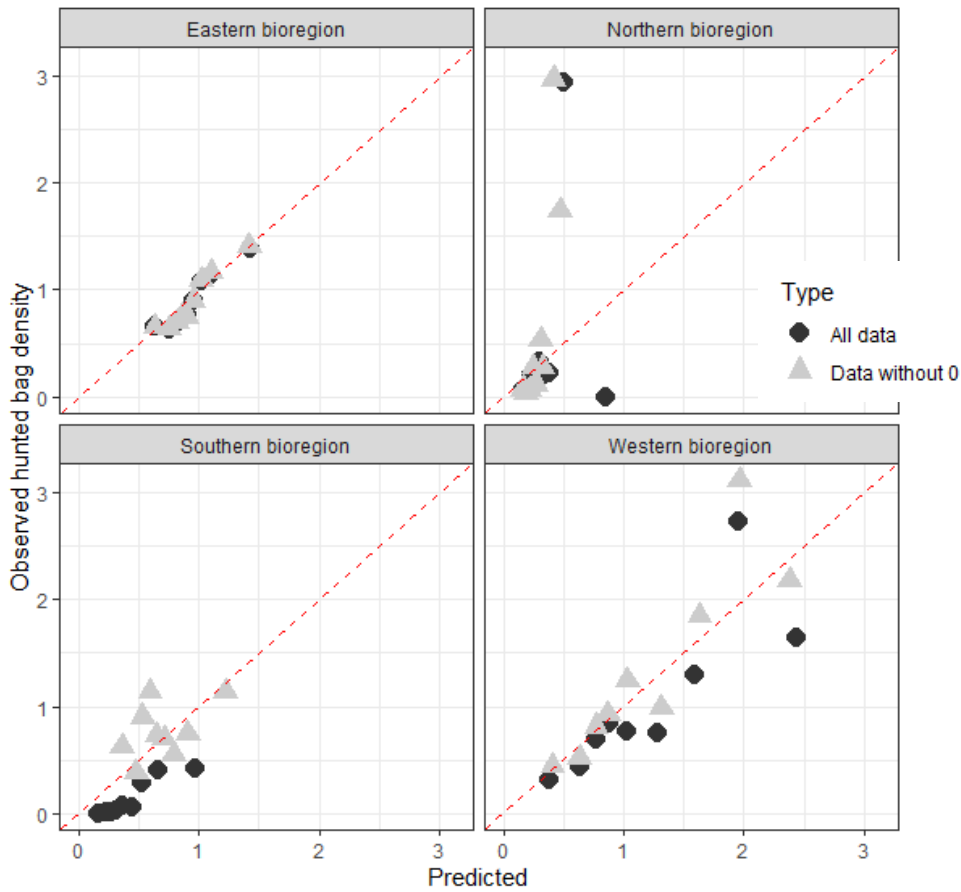 Eastern bioregion
Northern bioregion
3
2
1
0
Observed hunted bag density
Type
All data
Data without 0
Southern bioregion
Western bioregion
3
2
1
0
0 1 2 3
0 1 2 3
Predicted